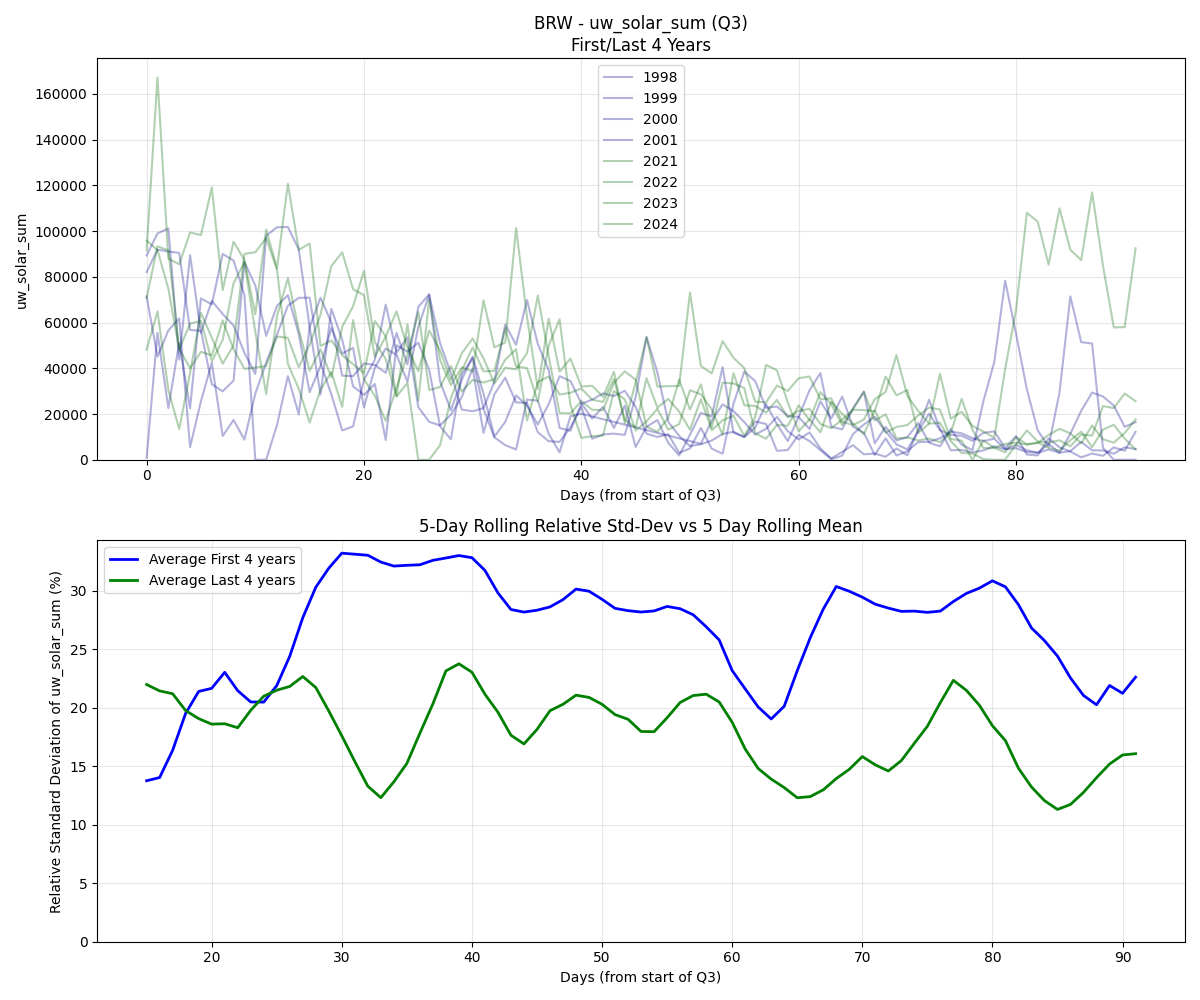 BRW - uw_solar_sum (Q3)
First/Last 4 Years
uw_solar_sum
160000
140000
120000
100000
80000
60000
40000
20000
0
1998
1999
2000
2001
2021
2022
2023
2024
0 20 40 60 80
Days (from start of Q3)
5-Day Rolling Relative Std-Dev vs 5 Day Rolling Mean
Relative Standard Deviation of uw_solar_sum (%)
Average First 4 years
Average Last 4 years
30
25
20
15
10
5
0
20 30 40 50 60 70 80 90
Days (from start of Q3)